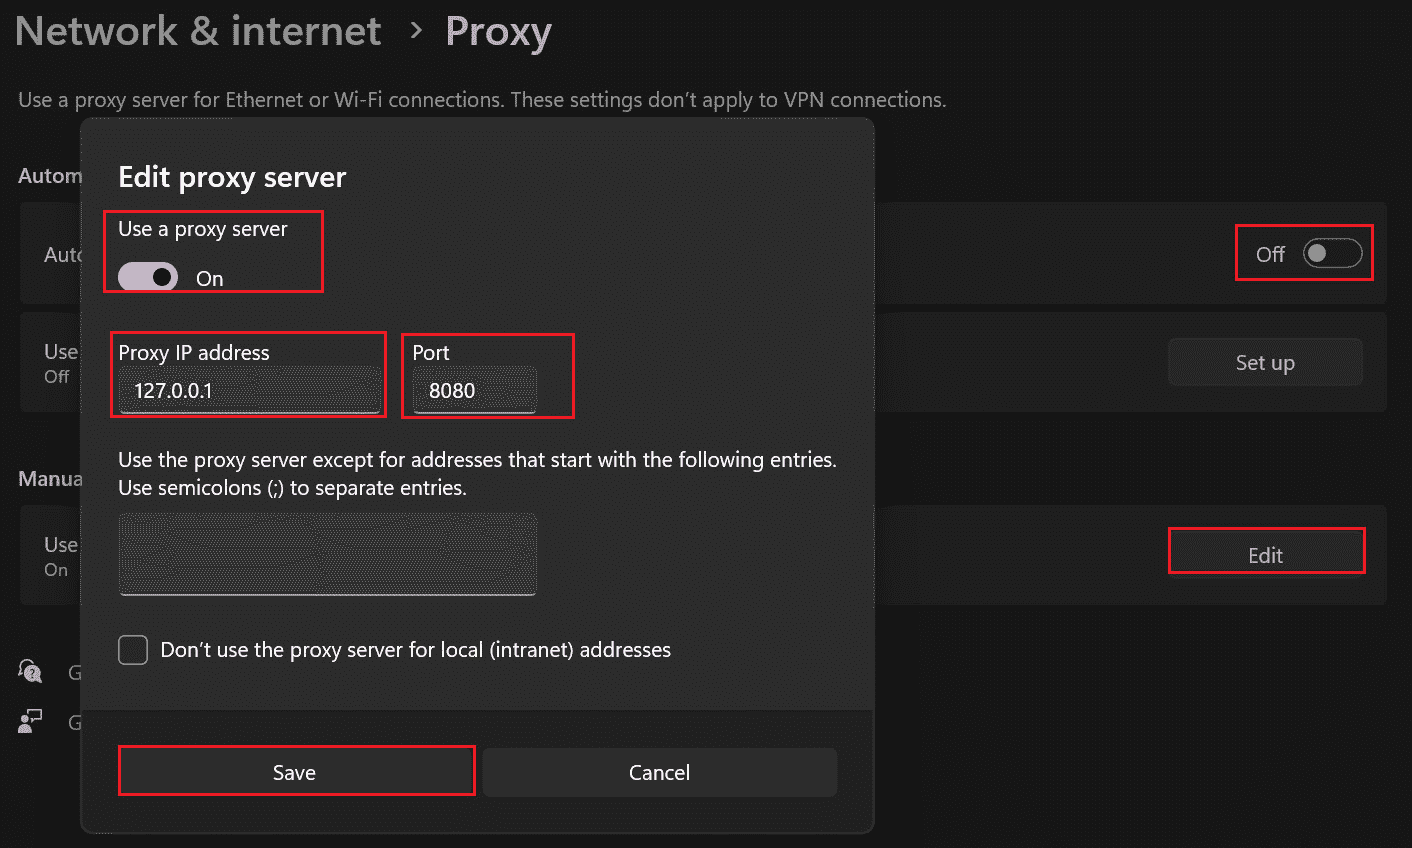 Network & internet > Proxy
Use a proxy server for Ethernet or Wi-Fi connections. These settings don't apply to VPN connections.
Autom
Edit proxy server
Use a proxy server
On
Auto
Off
Proxy IP address
Port
127.0.0.1
8080
Use
Off
Set up
Use the proxy server except for addresses that start with the following entries.
Use semicolons (;) to separate entries.
Manua
Use
On
Edit
Don't use the proxy server for local (intranet) addresses
G
G
Save
Cancel